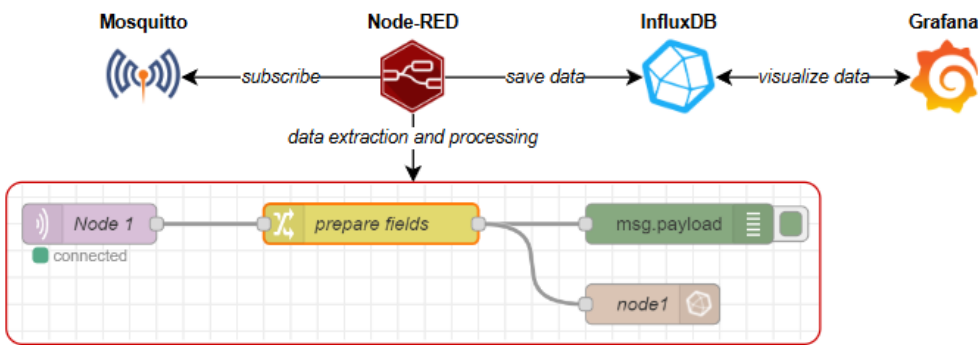 Mosquitto
Node-RED
InfluxDB
Grafana
subscribe
save data
visualize data
data extraction and processing
Node 1
prepare fields
msg.payload
connected
node1